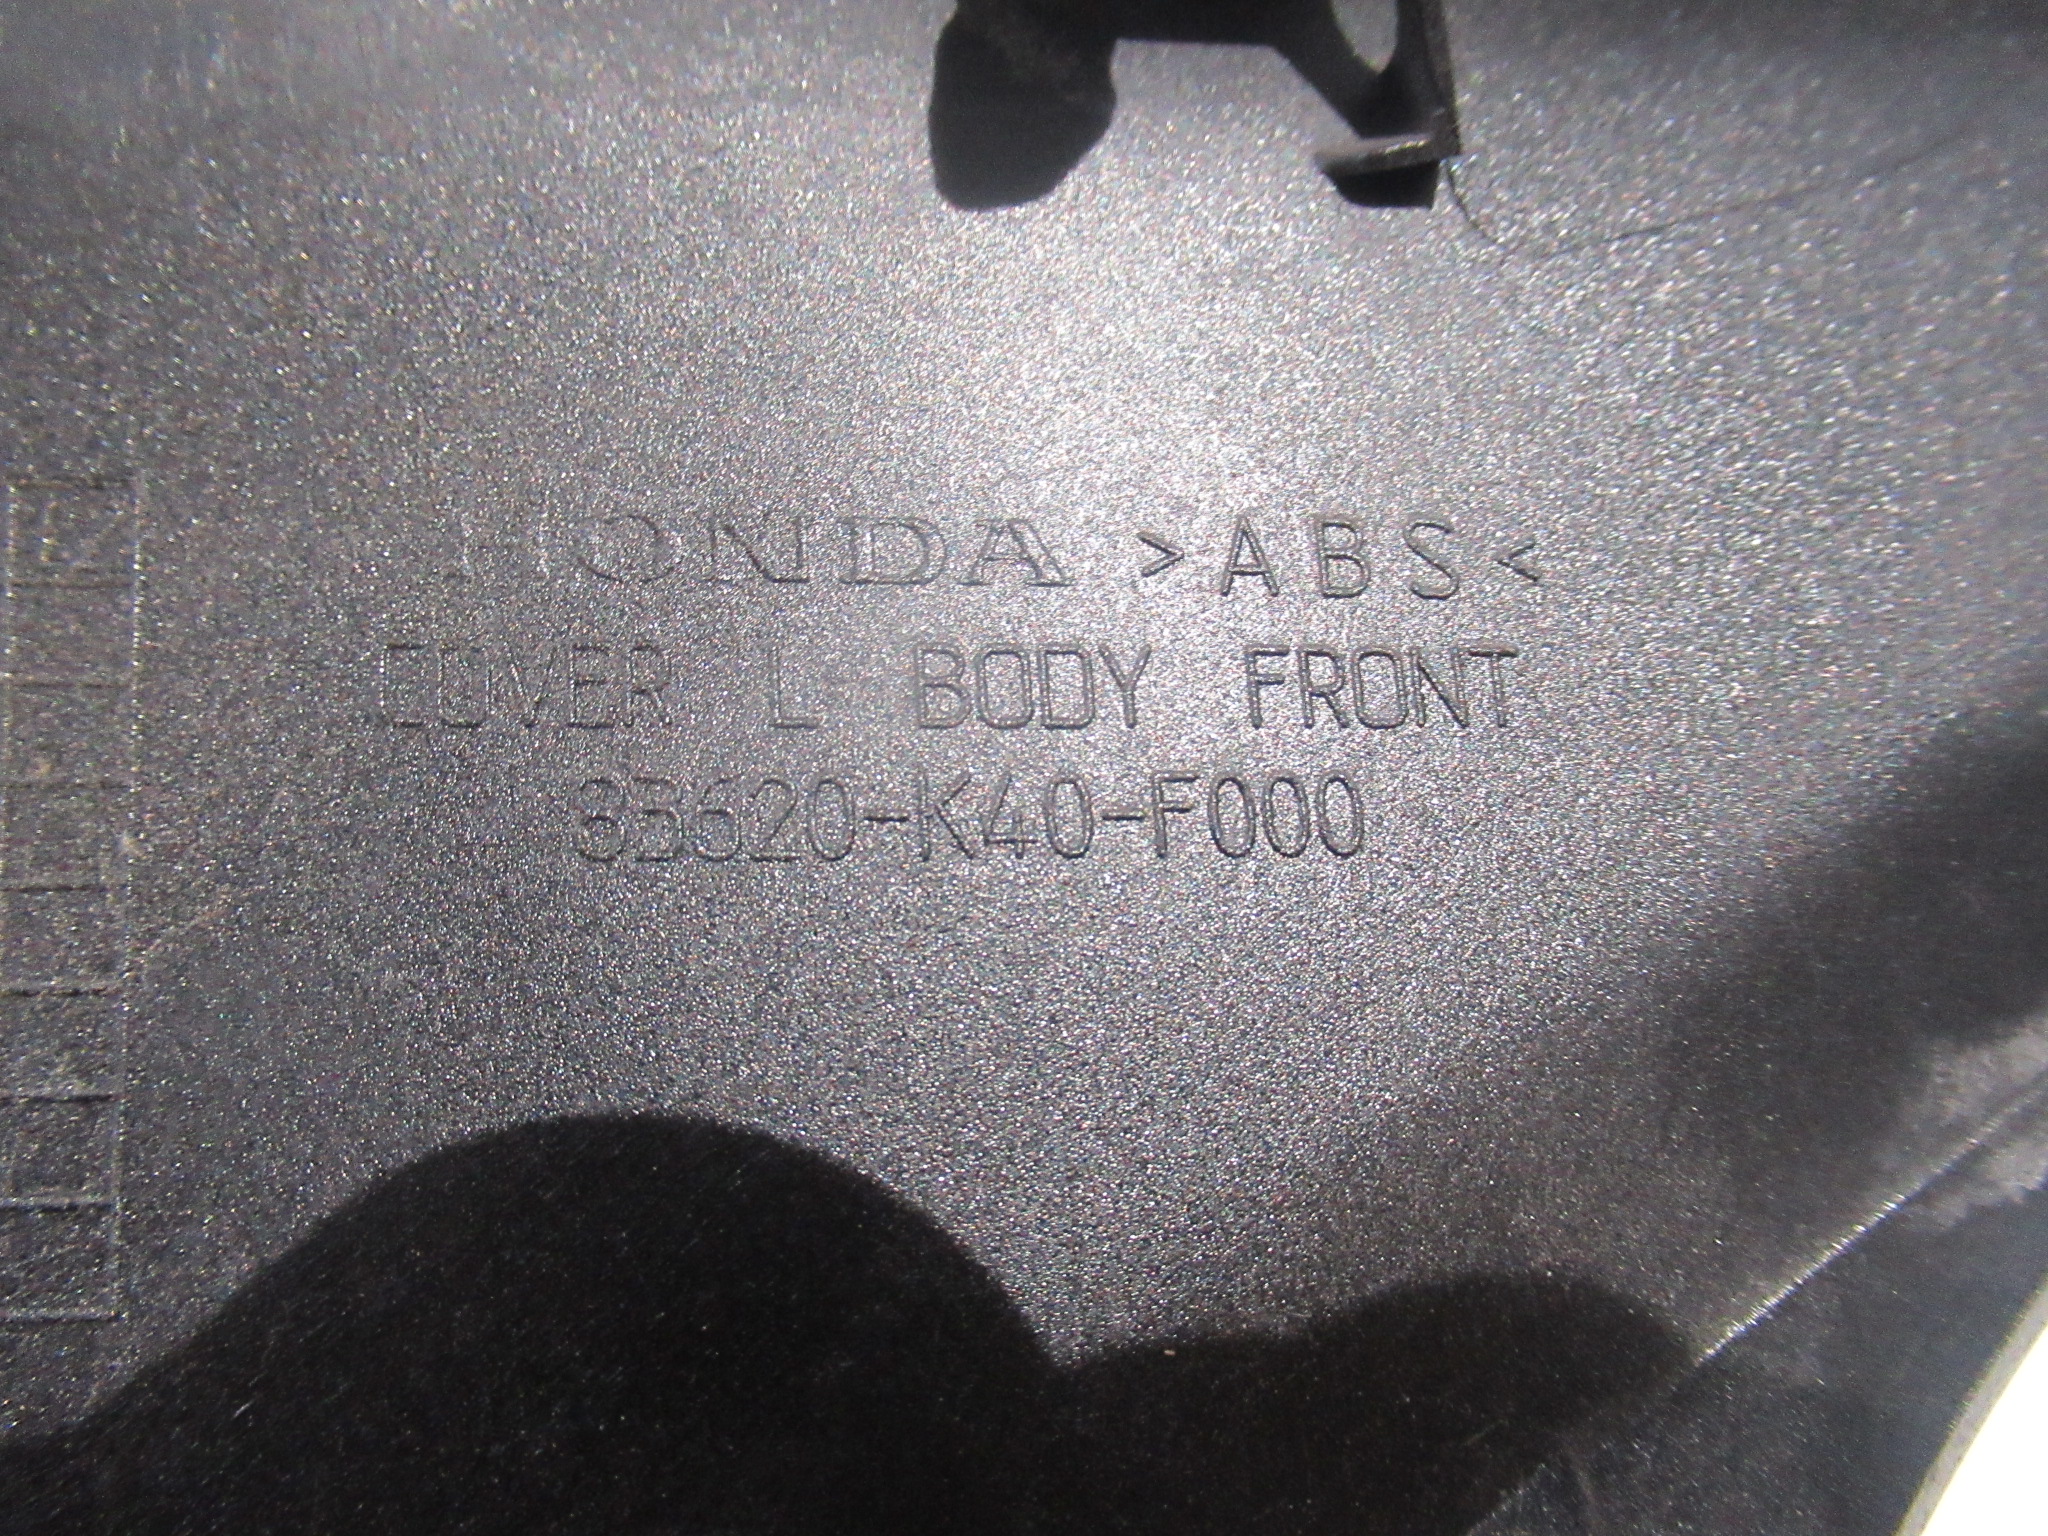 HONDA >ABS<
COVER L BODY FRONT
83620-K40-F000